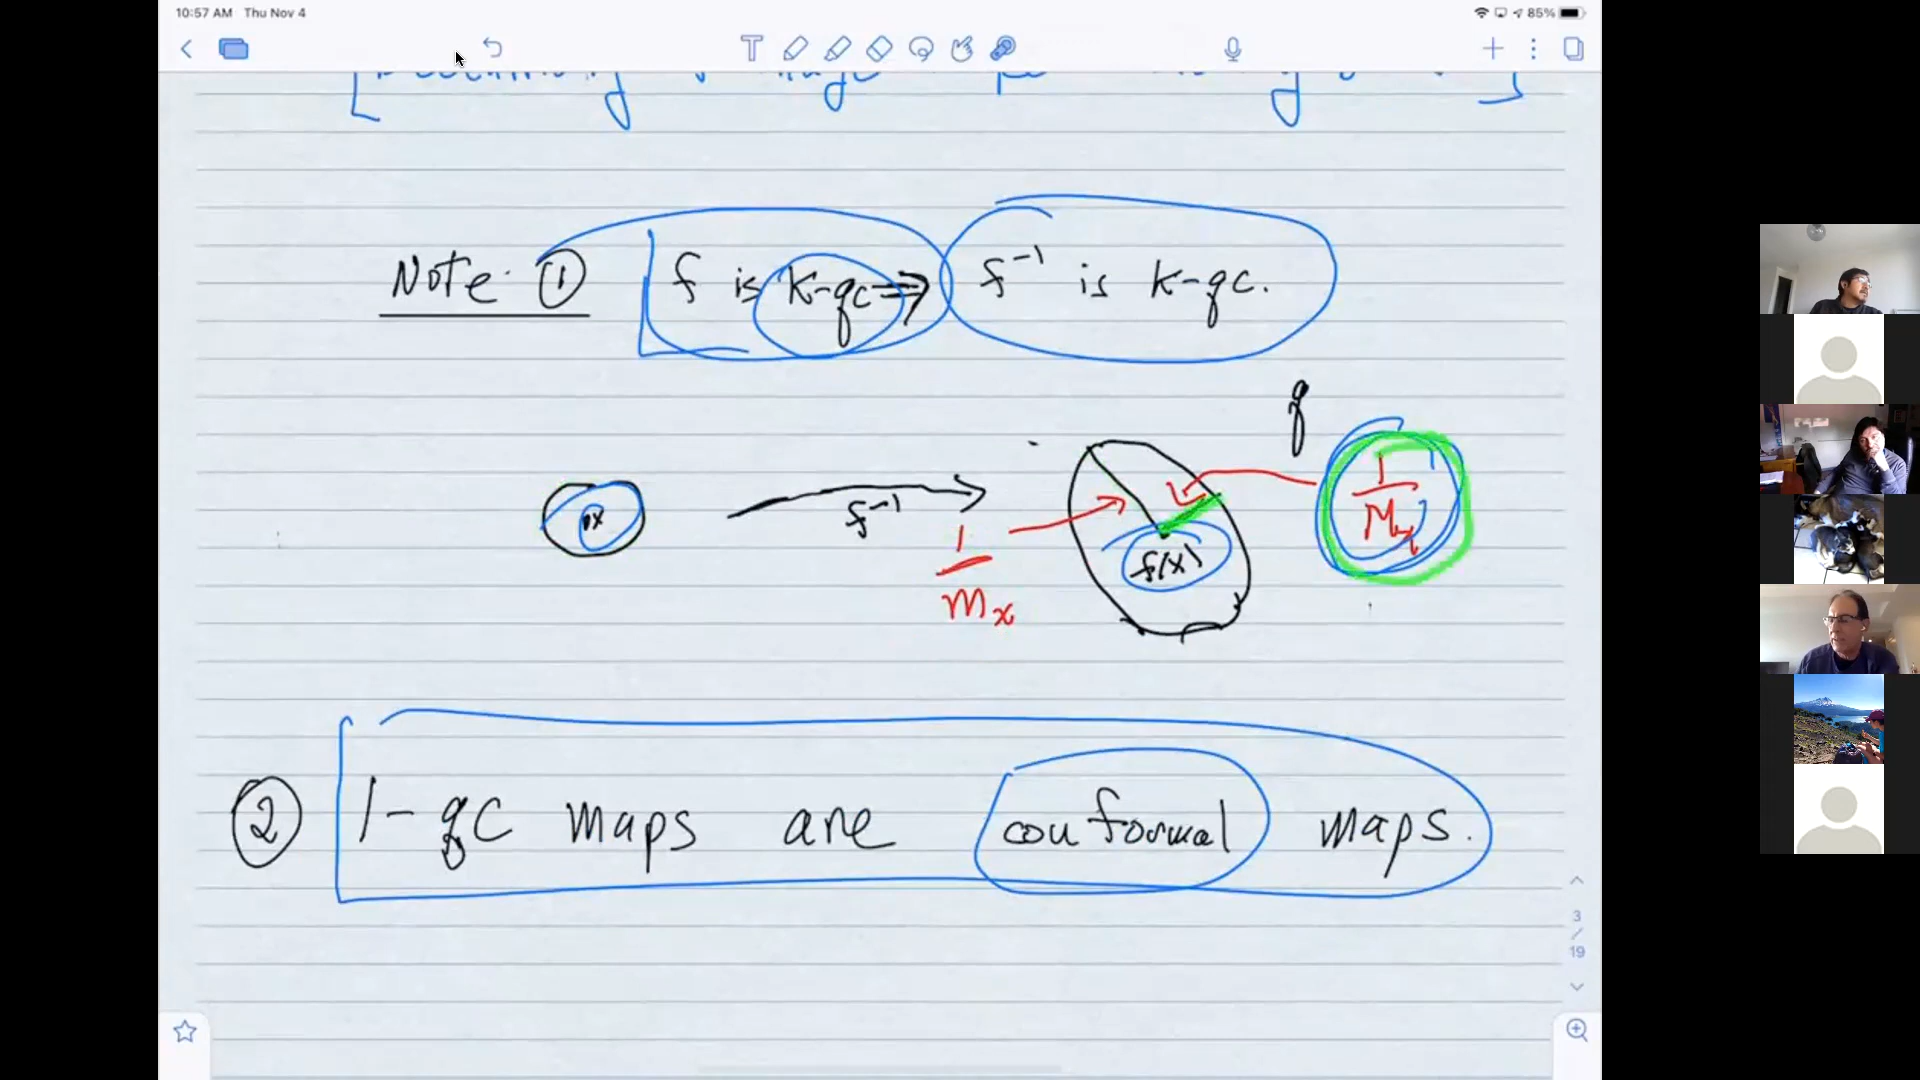 10:57 AM Thu Nov 4
85%
T
Note: ① f is K-qc ⇒ f⁻¹ is K-qc.
q
x
f⁻¹
1/mₓ
f(x)
1/Mₓ
② 1-qc maps are conformal maps.
3
/
19